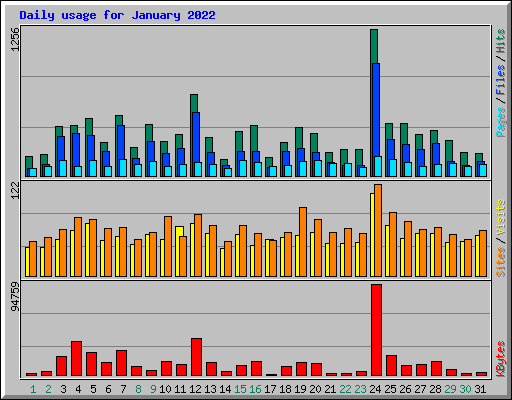 Daily usage for January 2022
1256
Pages / Files / Hits
122
Sites / Visits
94759
KBytes
1 2 3 4 5 6 7 8 9 10 11 12 13 14 15 16 17 18 19 20 21 22 23 24 25 26 27 28 29 30 31